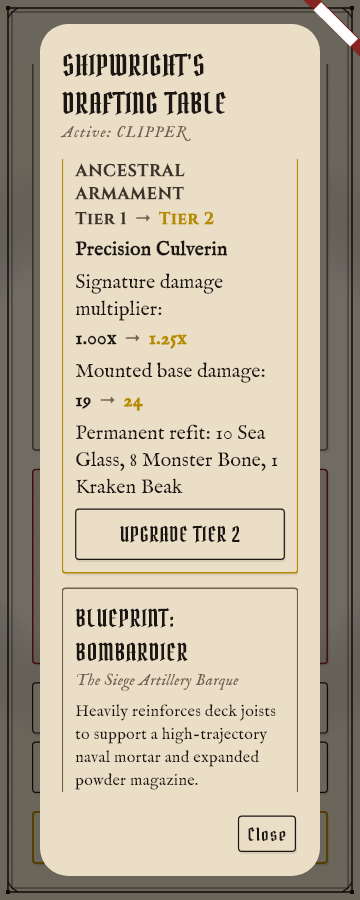 SHIPWRIGHT'S
DRAFTING TABLE
Active: CLIPPER
ANCESTRAL
ARMAMENT
TIER 1 → TIER 2
Precision Culverin
Signature damage
multiplier:
1.00X → 1.25X
Mounted base damage:
19 → 24
Permanent refit: 10 Sea
Glass, 8 Monster Bone, 1
Kraken Beak
UPGRADE TIER 2
BLUEPRINT:
BOMBARDIER
The Siege Artillery Barque
Heavily reinforces deck joists
to support a high-trajectory
naval mortar and expanded
powder magazine.
Close